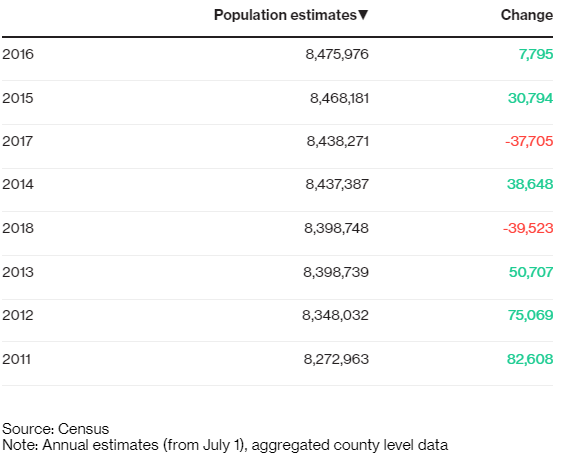 Population estimates▼ Change
2016 8,475,976 7,795
2015 8,468,181 30,794
2017 8,438,271 -37,705
2014 8,437,387 38,648
2018 8,398,748 -39,523
2013 8,398,739 50,707
2012 8,348,032 75,069
2011 8,272,963 82,608
Source: Census
Note: Annual estimates (from July 1), aggregated county level data